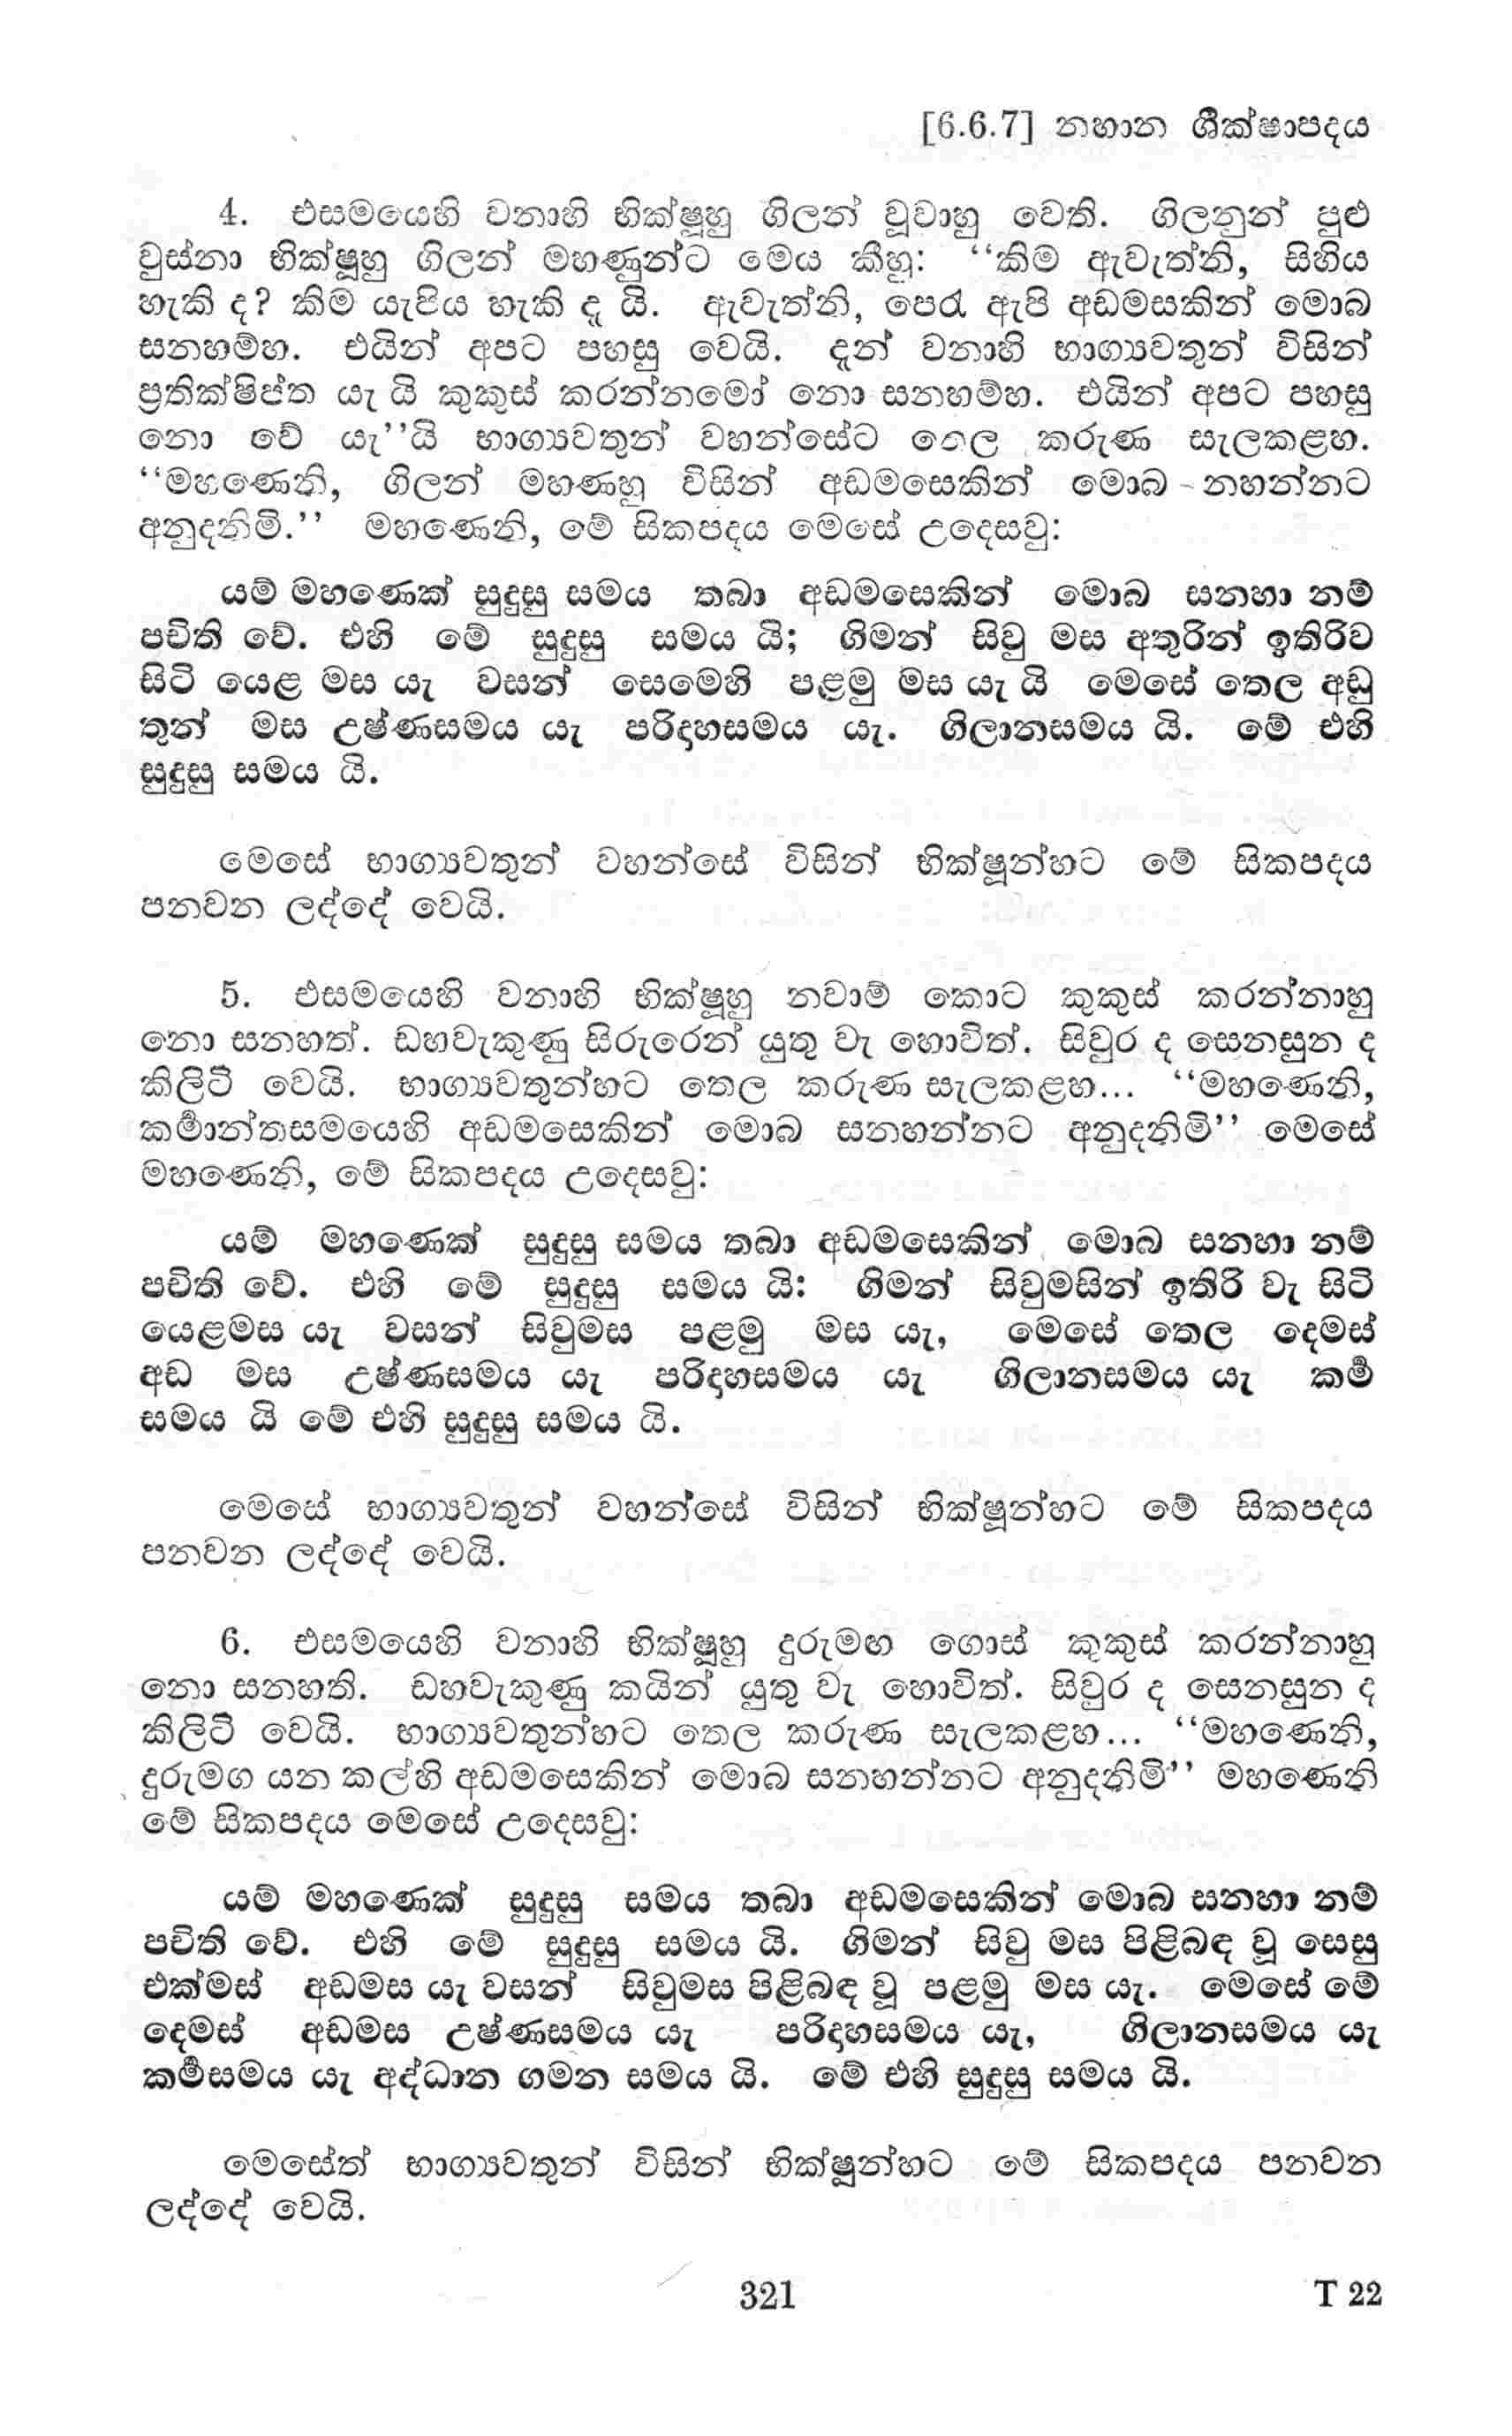 [6.6.7] නහාන ශික්ෂාපදය
4. එසමයෙහි වනාහි භික්ෂූහු ගිලන් වූවාහු වෙති. ගිලනුන් පුළු
වුස්නා භික්ෂූහු ගිලන් මහණුන්ට මෙය කීහු: “කිම ඇවැත්නි, සිහිය
හැකි ද? කිම යැපිය හැකි දැ යි. ඇවැත්නි, පෙරැ ඇපි අඩමසකින් මොබ
සනහම්හ. එයින් අපට පහසු වෙයි. දැන් වනාහි භාග්‍යවතුන් විසින්
ප්‍රතික්ෂිප්ත යැ යි කුකුස් කරන්නමෝ නො සනහම්හ. එයින් අපට පහසු
නො වේ යැ”යි භාග්‍යවතුන් වහන්සේට තෙල කරුණ සැලකළහ.
“මහණෙනි, ගිලන් මහණහු විසින් අඩමසෙකින් මොබ නහන්නට
අනුදනිමි.” මහණෙනි, මේ සිකපදය මෙසේ උදෙසවු:
යම් මහණෙක් සුදුසු සමය තබා අඩමසෙකින් මොබ සනහා නම්
පචිති වේ. එහි මේ සුදුසු සමය යි; ගිමන් සිවු මස අතුරින් ඉතිරිව
සිටි යෙළ මස යැ වසන් සෙමෙහි පළමු මස යැ යි මෙසේ තෙල අඩු
තුන් මස උෂ්ණසමය යැ පරිදාහසමය යැ. ගිලානසමය යි. මේ එහි
සුදුසු සමය යි.
මෙසේ භාග්‍යවතුන් වහන්සේ විසින් භික්ෂූන්හට මේ සිකපදය
පනවන ලද්දේ වෙයි.
5. එසමයෙහි වනාහි භික්ෂූහු නවාම් කොට කුකුස් කරන්නාහු
නො සනහත්. ඩහවැකුණු සිරුරෙන් යුතු වැ හොවිත්. සිවුර ද සෙනසුන ද
කිලිටි වෙයි. භාග්‍යවතුන්හට තෙල කරුණ සැලකළහ... “මහණෙනි,
කර්‍මාන්තසමයෙහි අඩමසෙකින් මොබ සනහන්නට අනුදනිමි” මෙසේ
මහණෙනි, මේ සිකපදය උදෙසවු:
යම් මහණෙක් සුදුසු සමය තබා අඩමසෙකින් මොබ සනහා නම්
පචිති වේ. එහි මේ සුදුසු සමය යි: ගිමන් සිවුමසින් ඉතිරි වැ සිටි
යෙළමස යැ වසන් සිවුමස පළමු මස යැ, මෙසේ තෙල දෙමස්
අඩ මස උෂ්ණසමය යැ පරිදාහසමය යැ ගිලානසමය යැ කර්‍ම
සමය යි මේ එහි සුදුසු සමය යි.
මෙසේ භාග්‍යවතුන් වහන්සේ විසින් භික්ෂූන්හට මේ සිකපදය
පනවන ලද්දේ වෙයි.
6. එසමයෙහි වනාහි භික්ෂූහු දුරුමඟ ගොස් කුකුස් කරන්නාහු
නො සනහති. ඩහවැකුණු කයින් යුතු වැ හොවිත්. සිවුර ද සෙනසුන ද
කිලිටි වෙයි. භාග්‍යවතුන්හට තෙල කරුණ සැලකළහ... “මහණෙනි,
දුරුමග යන කල්හි අඩමසෙකින් මොබ සනහන්නට අනුදනිමි” මහණෙනි
මේ සිකපදය මෙසේ උදෙසවු:
යම් මහණෙක් සුදුසු සමය තබා අඩමසෙකින් මොබ සනහා නම්
පචිති වේ. එහි මේ සුදුසු සමය යි. ගිමන් සිවු මස පිළිබඳ වූ සෙසු
එක්මස් අඩමස යැ වසන් සිවුමස පිළිබඳ වූ පළමු මස යැ. මෙසේ මේ
දෙමස් අඩමස උෂ්ණසමය යැ පරිදාහසමය යැ, ගිලානසමය යැ
කර්‍මසමය යැ අද්ධාන ගමන සමය යි. මේ එහි සුදුසු සමය යි.
මෙසේත් භාග්‍යවතුන් විසින් භික්ෂූන්හට මේ සිකපදය පනවන
ලද්දේ වෙයි.
321
T 22